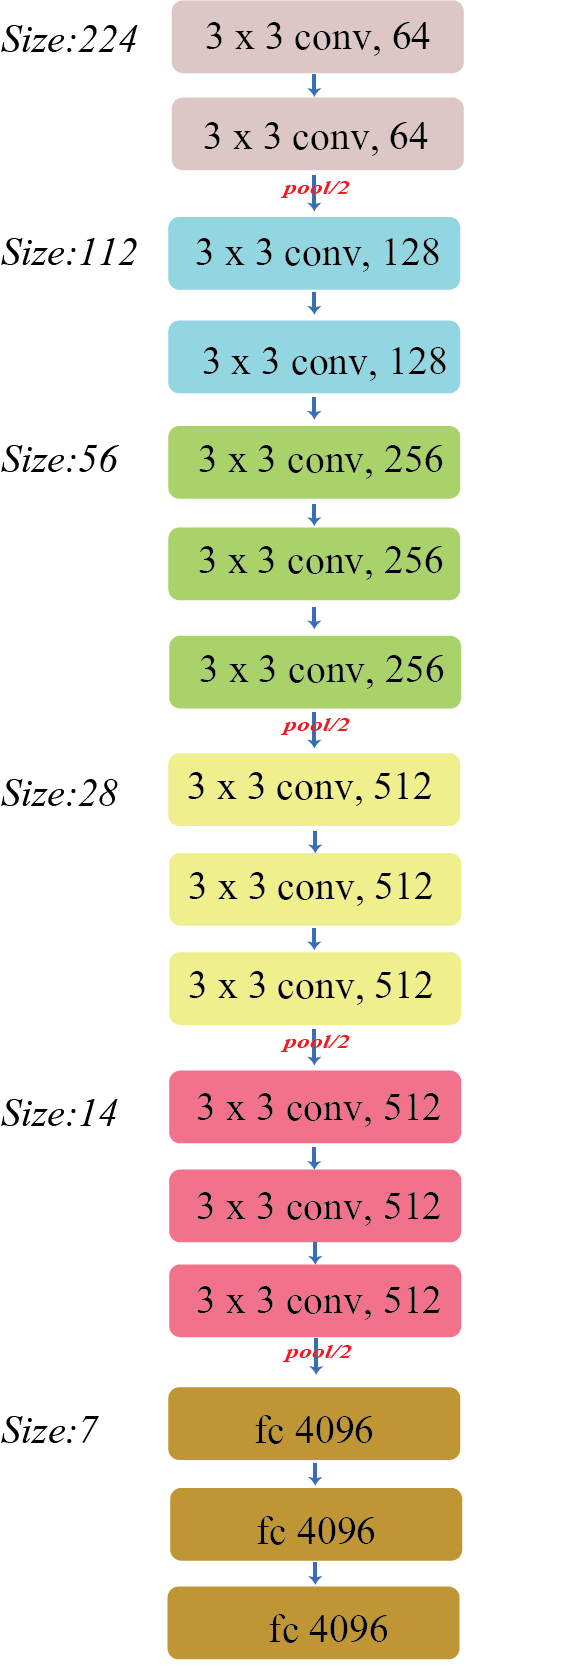 Size:224
3 x 3 conv, 64
3 x 3 conv, 64
pool/2
Size:112
3 x 3 conv, 128
3 x 3 conv, 128
Size:56
3 x 3 conv, 256
3 x 3 conv, 256
3 x 3 conv, 256
pool/2
Size:28
3 x 3 conv, 512
3 x 3 conv, 512
3 x 3 conv, 512
pool/2
Size:14
3 x 3 conv, 512
3 x 3 conv, 512
3 x 3 conv, 512
pool/2
Size:7
fc 4096
fc 4096
fc 4096